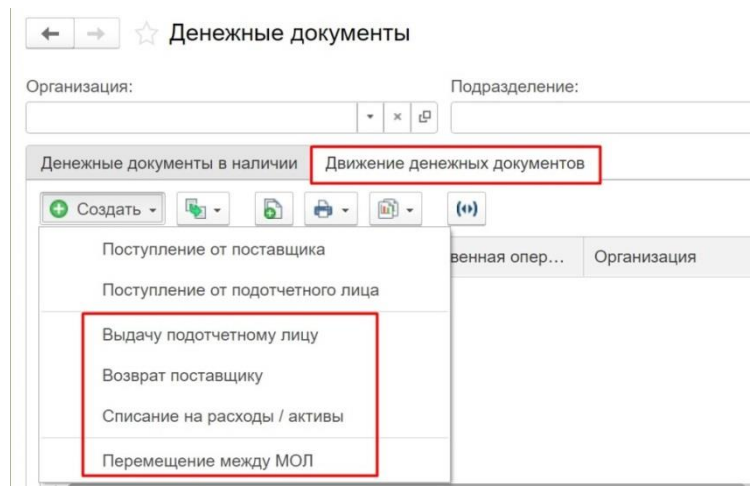 Денежные документы
Организация:
Подразделение:
Денежные документы в наличии
Движение денежных документов
Создать
Поступление от поставщика
венная опер...
Организация
Поступление от подотчетного лица
Выдачу подотчетному лицу
Возврат поставщику
Списание на расходы / активы
Перемещение между МОЛ